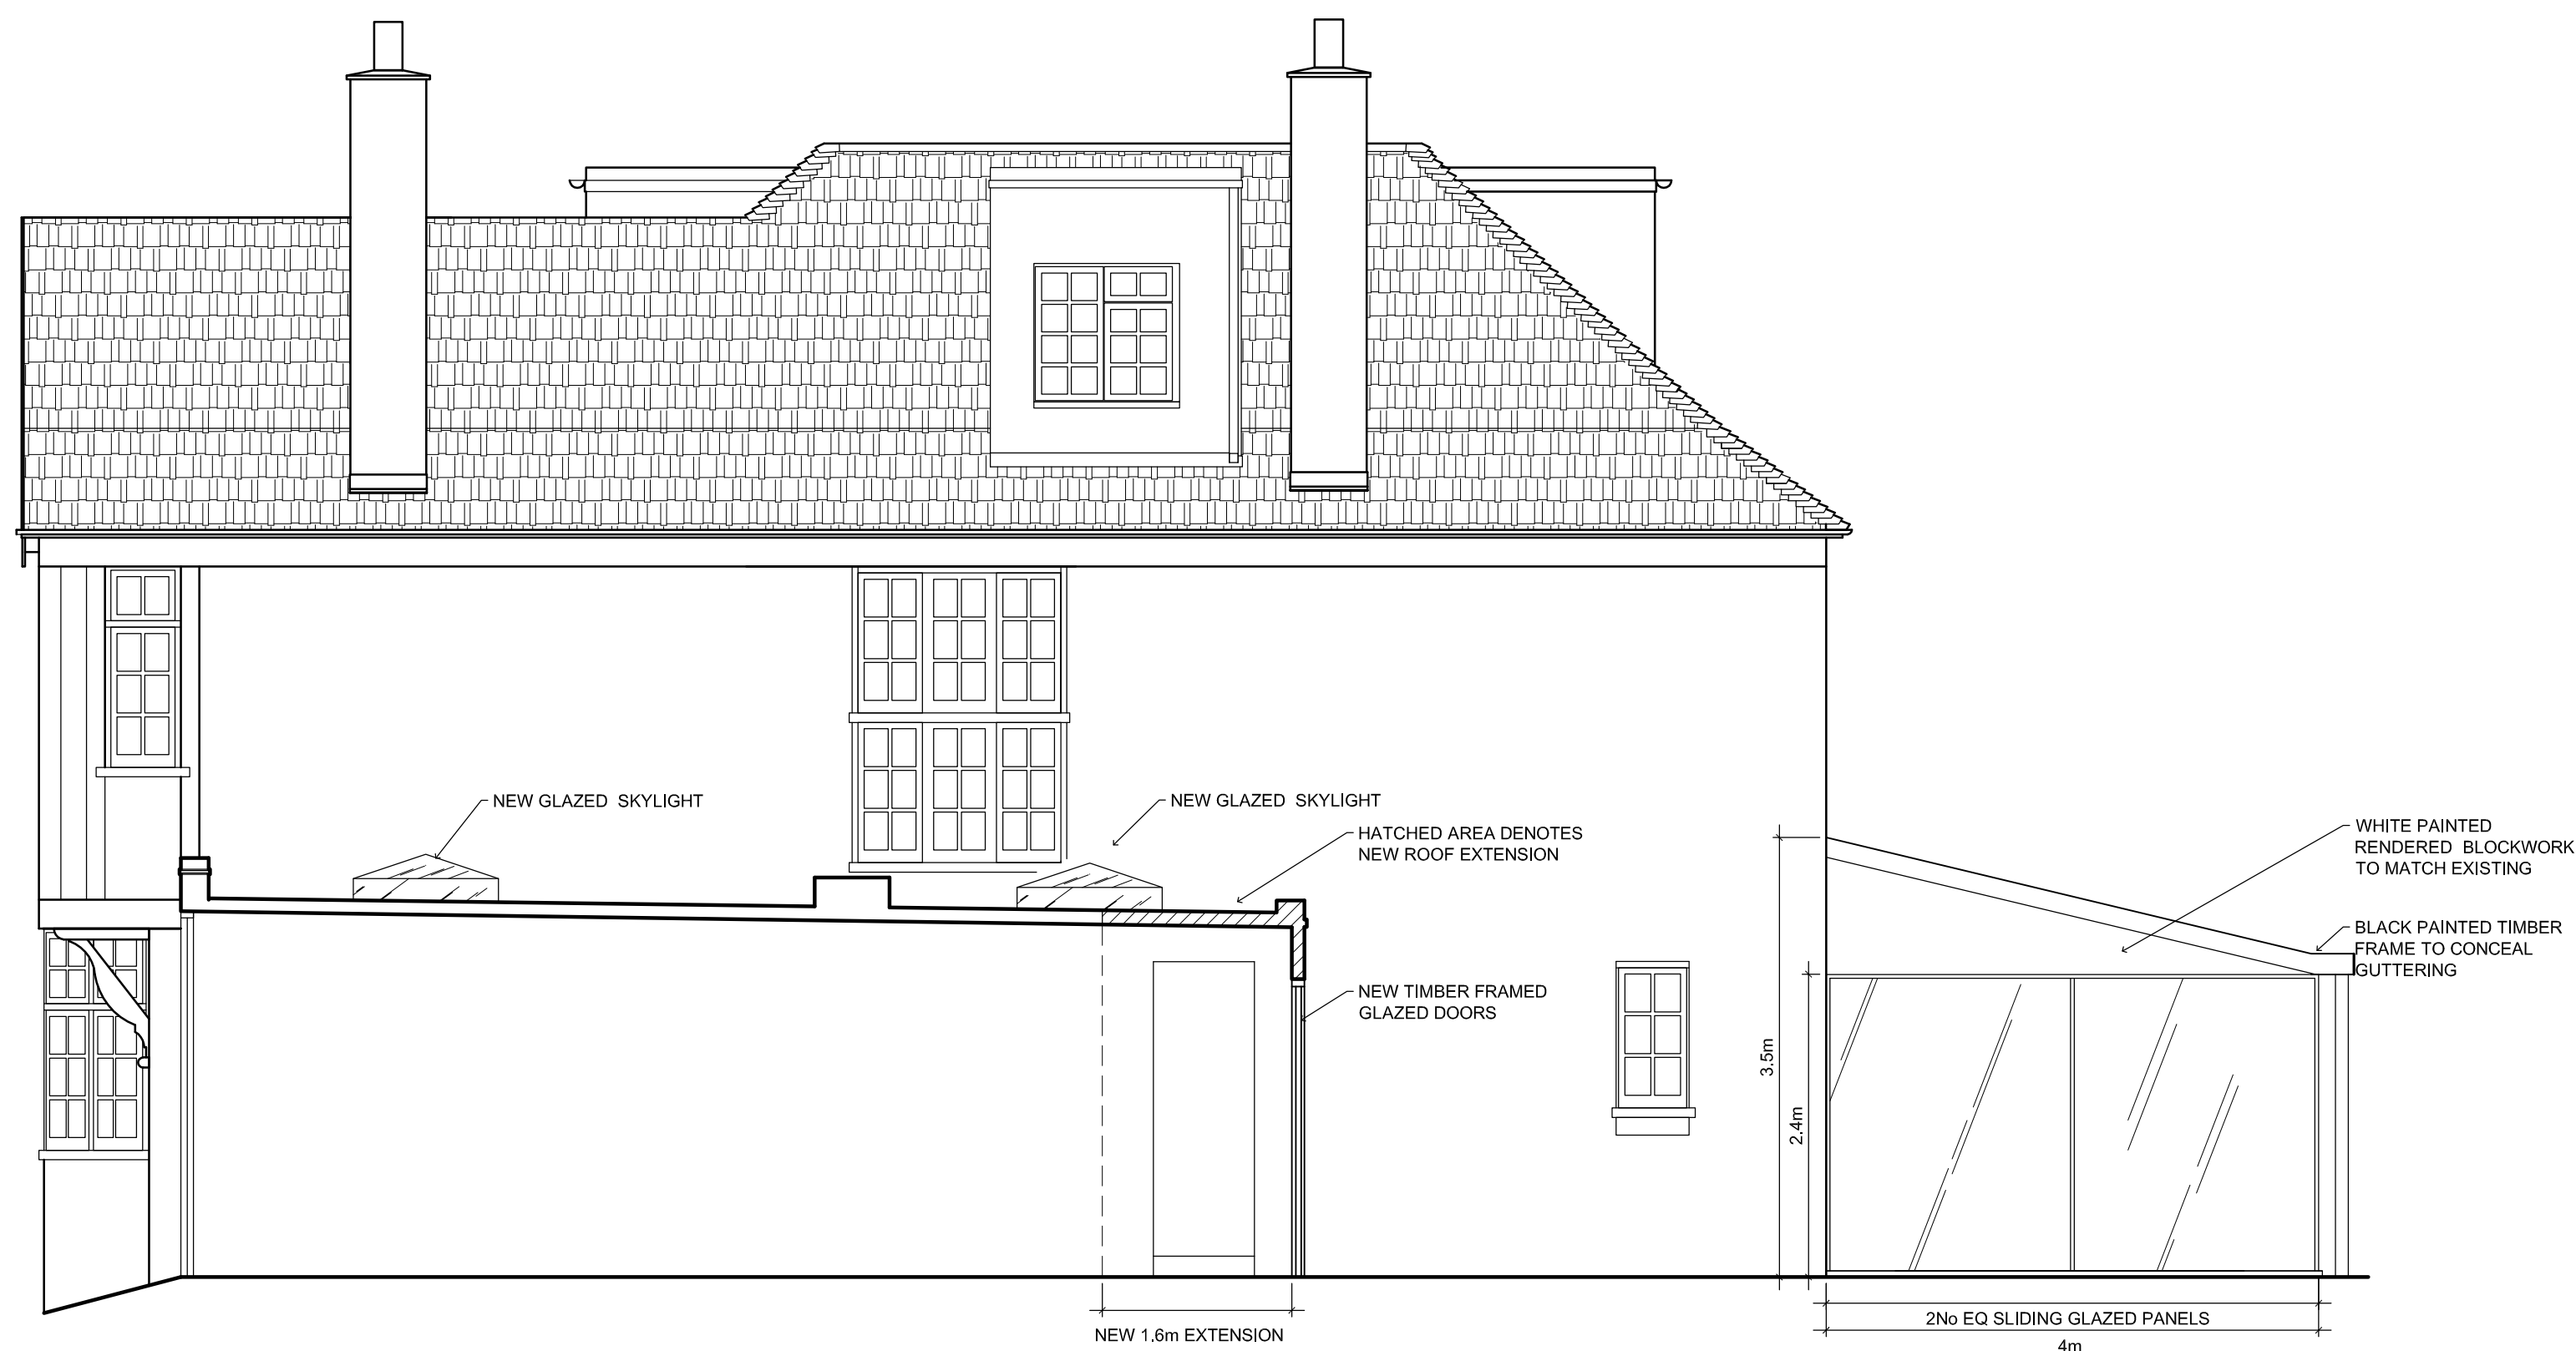 NEW GLAZED SKYLIGHT
NEW GLAZED SKYLIGHT
HATCHED AREA DENOTES
NEW ROOF EXTENSION
WHITE PAINTED
RENDERED BLOCKWORK
TO MATCH EXISTING
BLACK PAINTED TIMBER
FRAME TO CONCEAL
GUTTERING
NEW TIMBER FRAMED
GLAZED DOORS
3.5m
2.4m
NEW 1.6m EXTENSION
2No EQ SLIDING GLAZED PANELS
4m